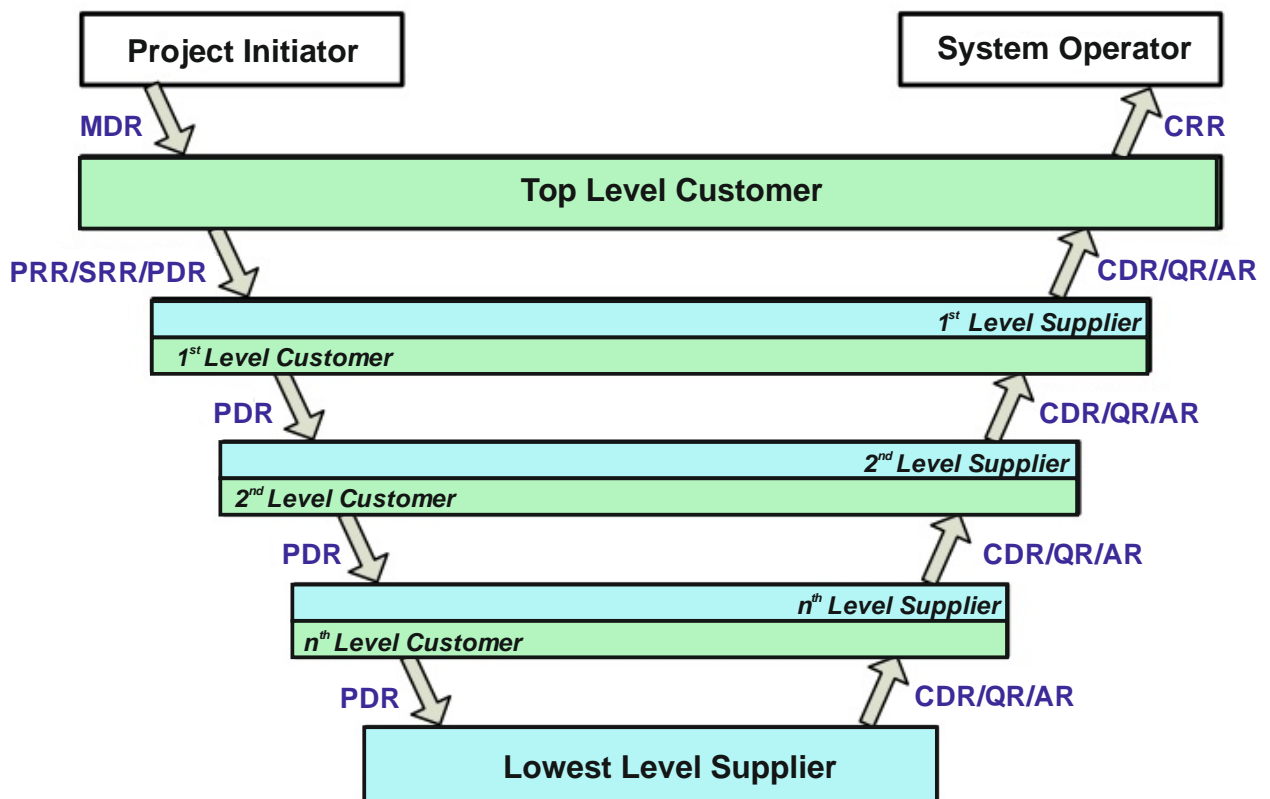 Project Initiator
System Operator
MDR
CRR
Top Level Customer
PRR/SRR/PDR
CDR/QR/AR
1st Level Supplier
1st Level Customer
PDR
CDR/QR/AR
2nd Level Supplier
2nd Level Customer
PDR
CDR/QR/AR
nth Level Supplier
nth Level Customer
PDR
CDR/QR/AR
Lowest Level Supplier